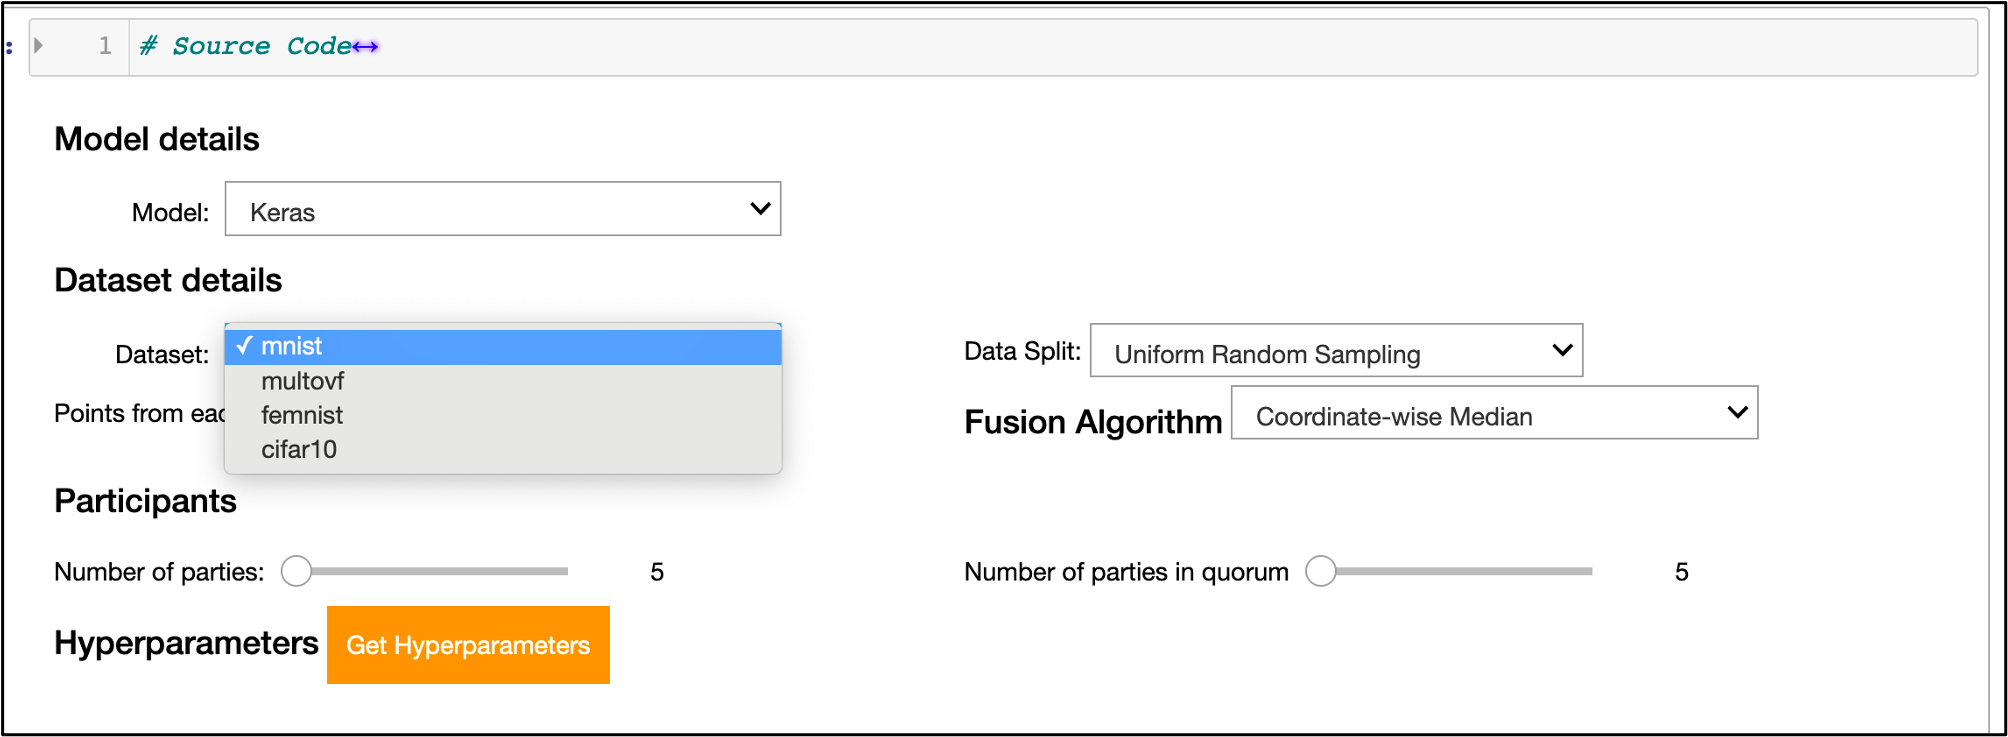 : 1 # Source Code↔
Model details
Model: Keras
Dataset details
Dataset: ✓ mnist
multovf
femnist
cifar10
Data Split: Uniform Random Sampling
Points from
Fusion Algorithm Coordinate-wise Median
Participants
Number of parties: 5
Number of parties in quorum 5
Hyperparameters Get Hyperparameters